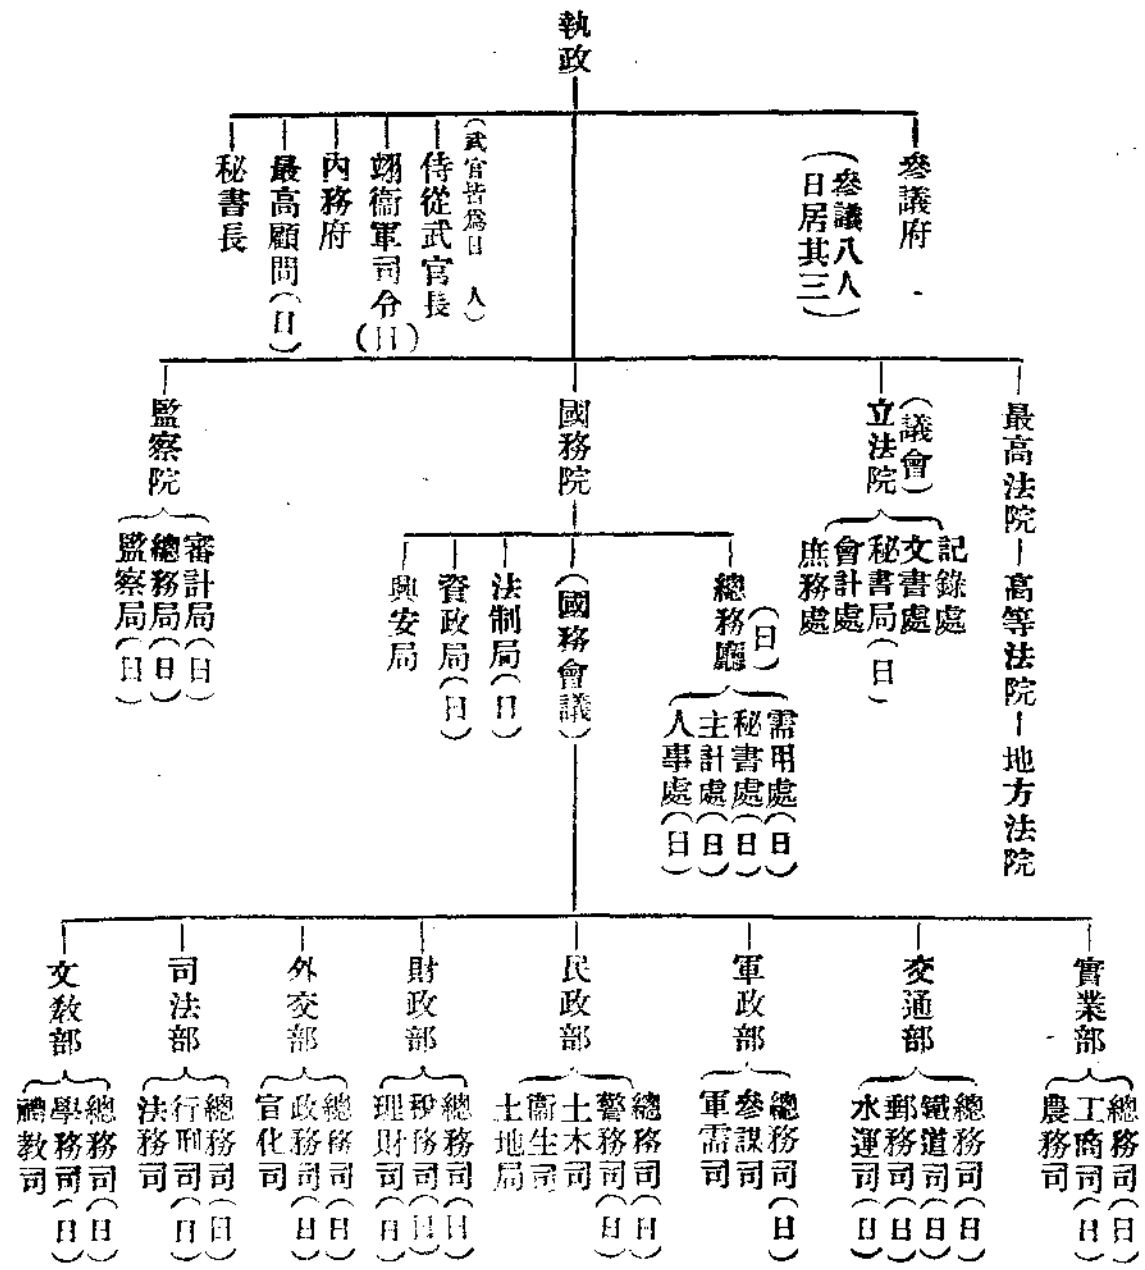 執政
參議府
(參議八人
日居其三)
(武官皆爲日 人)
侍從武官長
翊衞軍司令(日)
內務府
最高顧問(日)
秘書長
最高法院-高等法院-地方法院
(議會)
立法院
記錄處
文書處
秘書局(日)
會計處
庶務處
國務院
監察院
審計局(日)
總務局(日)
監察局(日)
(日)
總務廳
需用處(日)
秘書處(日)
主計處(日)
人事處(日)
(國務會議)
法制局(日)
資政局(日)
興安局
實業部
總務司(日)
工商司(日)
農務司
交通部
總務司(日)
鐵道司(日)
郵務司(日)
水運司(日)
軍政部
總務司(日)
參謀司
軍需司
民政部
總務司(日)
警務司(日)
土木司
衞生司
土地局
財政部
總務司(日)
稅務司(日)
理財司(日)
外交部
總務司(日)
政務司(日)
宣化司
司法部
總務司(日)
行刑司(日)
法務司
文敎部
總務司(日)
學務司(日)
禮教司